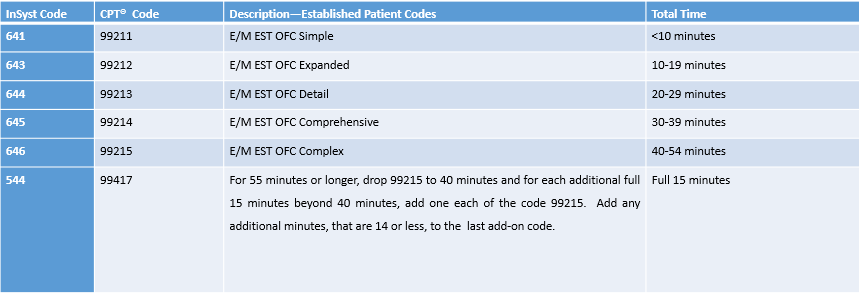 InSyst Code CPT® Code Description—Established Patient Codes Total Time
641 99211 E/M EST OFC Simple <10 minutes
643 99212 E/M EST OFC Expanded 10-19 minutes
644 99213 E/M EST OFC Detail 20-29 minutes
645 99214 E/M EST OFC Comprehensive 30-39 minutes
646 99215 E/M EST OFC Complex 40-54 minutes
544 99417 For 55 minutes or longer, drop 99215 to 40 minutes and for each additional full Full 15 minutes
15 minutes beyond 40 minutes, add one each of the code 99215. Add any
additional minutes, that are 14 or less, to the last add-on code.